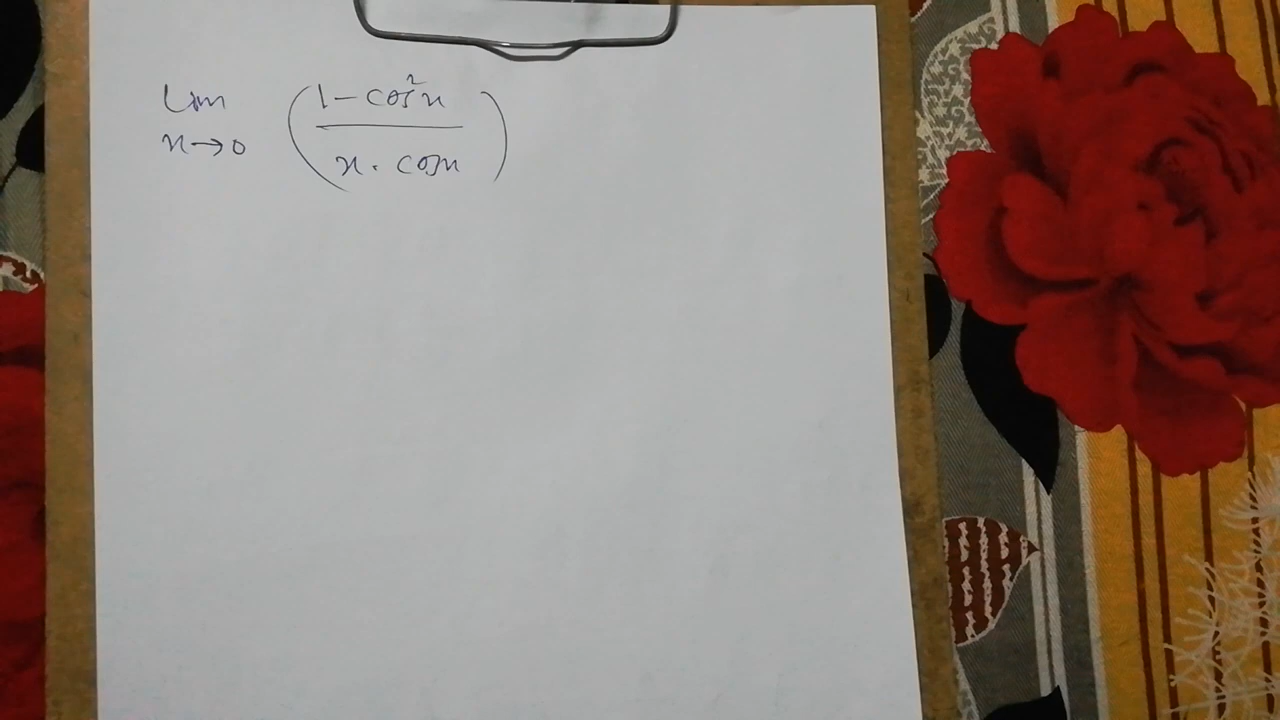 Lim (1 - cos²x)
x→0 (x · cosx)